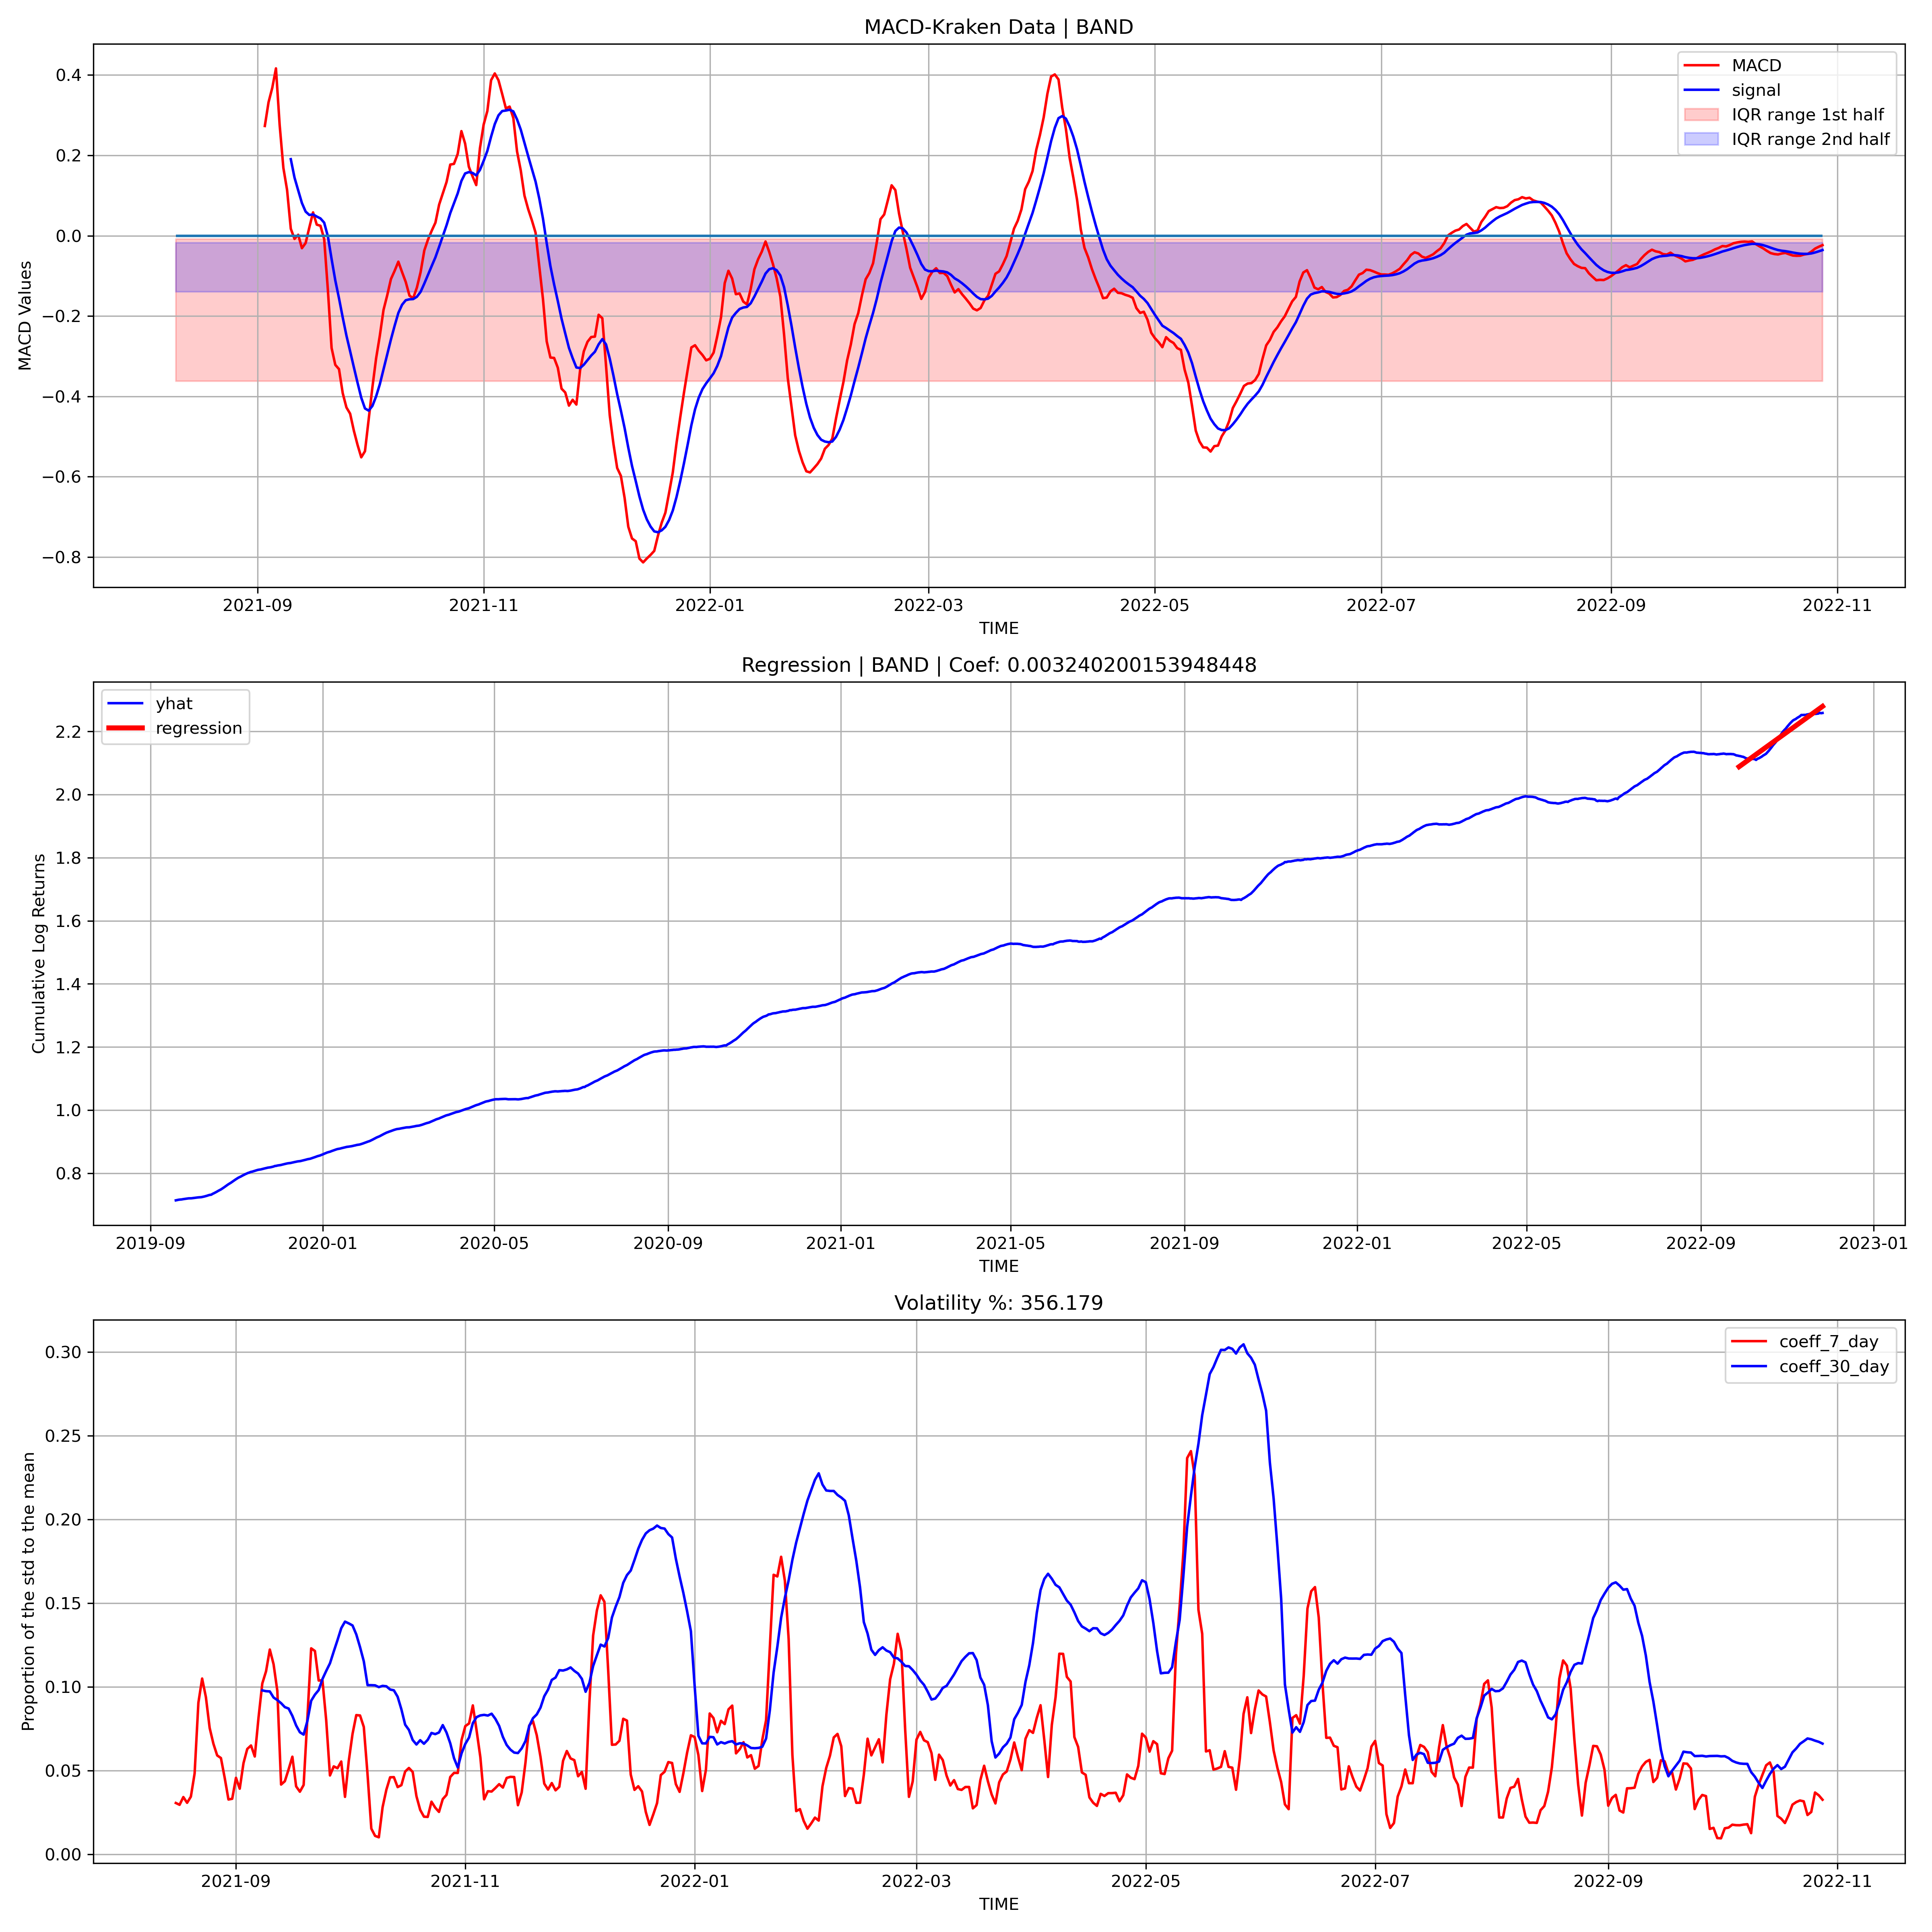 MACD-Kraken Data | BAND
MACD
signal
IQR range 1st half
IQR range 2nd half
MACD Values
0.4
0.2
0.0
−0.2
−0.4
−0.6
−0.8
2021-09 2021-11 2022-01 2022-03 2022-05 2022-07 2022-09 2022-11
TIME
Regression | BAND | Coef: 0.003240200153948448
yhat
regression
Cumulative Log Returns
2.2
2.0
1.8
1.6
1.4
1.2
1.0
0.8
2019-09 2020-01 2020-05 2020-09 2021-01 2021-05 2021-09 2022-01 2022-05 2022-09 2023-01
TIME
Volatility %: 356.179
coeff_7_day
coeff_30_day
Proportion of the std to the mean
0.30
0.25
0.20
0.15
0.10
0.05
0.00
2021-09 2021-11 2022-01 2022-03 2022-05 2022-07 2022-09 2022-11
TIME